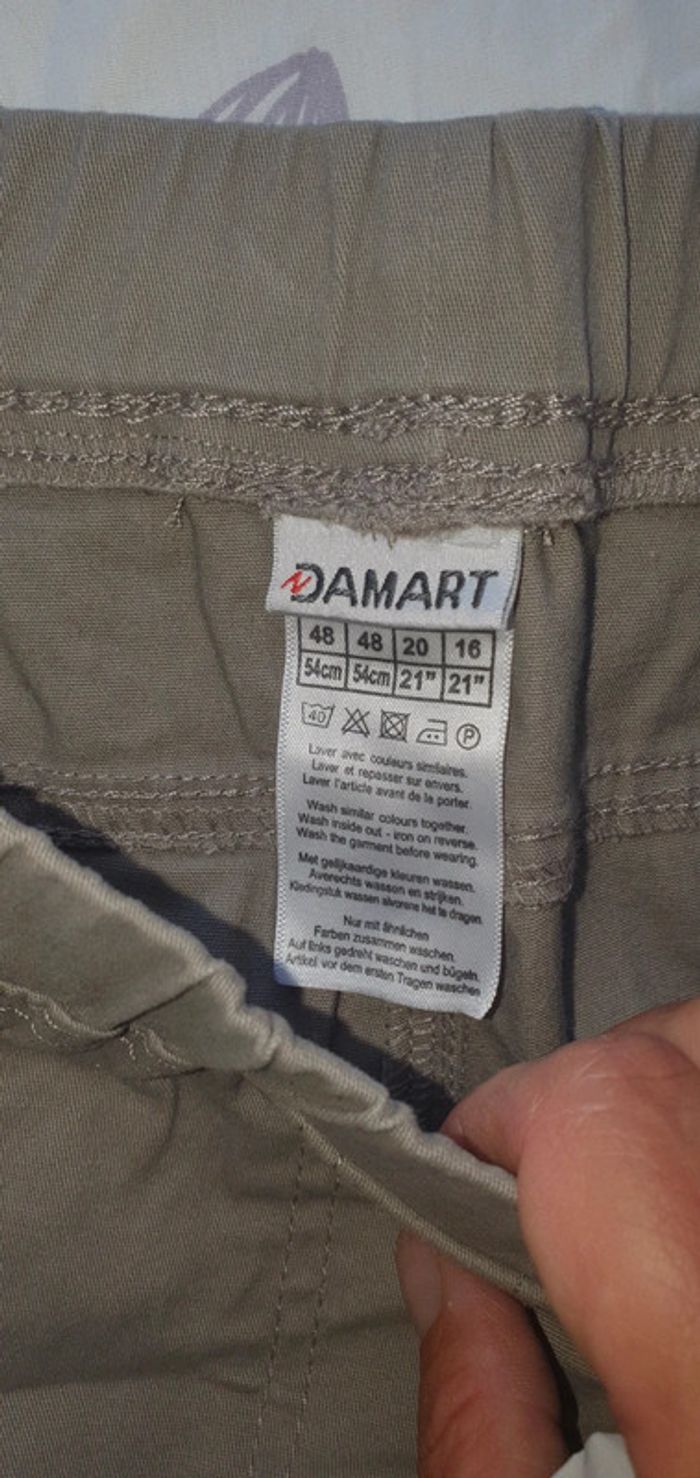 DAMART
48 48 20 16
54cm 54cm 21" 21"
40 P
Laver avec couleurs similaires.
Laver et repasser sur envers.
Laver l'article avant de le porter.
Wash similar colours together.
Wash inside out - iron on reverse.
Wash the garment before wearing.
Met gelijkaardige kleuren wassen.
Averechts wassen en strijken.
Kledingstuk wassen alvorens het te dragen
Nur mit ähnlichen
Farben zusammen waschen.
Auf links gedreht waschen und bügeln.
Artikel vor dem ersten Tragen waschen